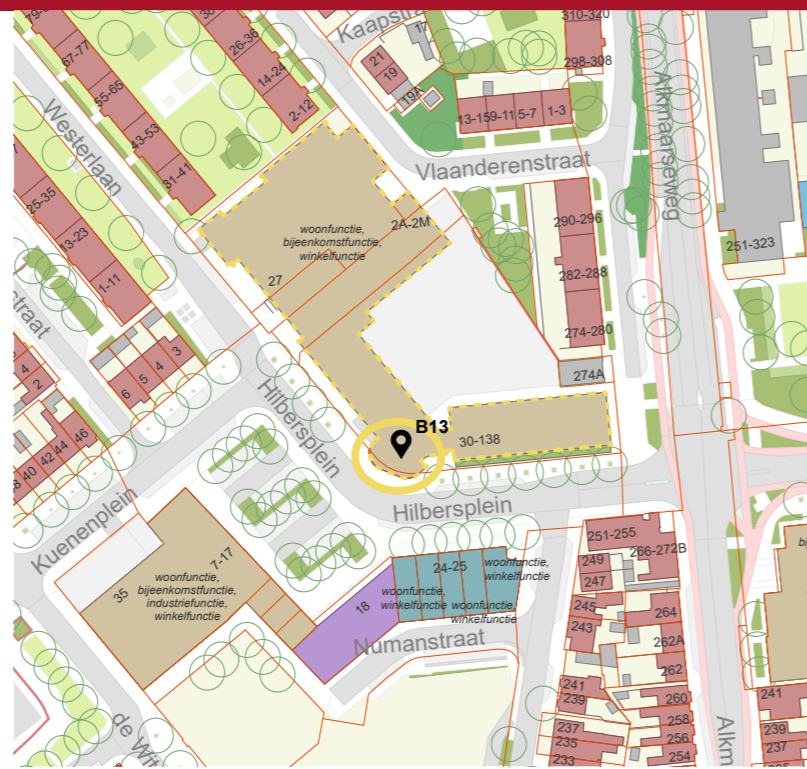 Kaapstra
17
310-320
298-308
67-77
55-65
43-53
31-41
26-36
14-24
2-12
21
19
19A
13-15
9-11
5-7
1-3
Vlaanderenstraat
Alkmaarseweg
Westerlaan
25-35
13-23
1-11
woonfunctie,
bijeenkomstfunctie,
winkelfunctie
2A-2M
27
290-296
282-288
274-280
274A
251-323
straat
3
4
5
6
4
2
Hilbersplein
B13
30-138
46
44
42
40
Kuenenplein
Hilbersplein
7-17
35
woonfunctie,
bijeenkomstfunctie,
industriefunctie,
winkelfunctie
18
24-25
woonfunctie,
winkelfunctie
woonfunctie,
winkelfunctie
woonfunctie,
winkelfunctie
Numanstraat
251-255
266-272B
249
247
245
243
264
262A
262
241
239
260
258
256
254
237
235
233
241
239
237
de Wit
Alkm